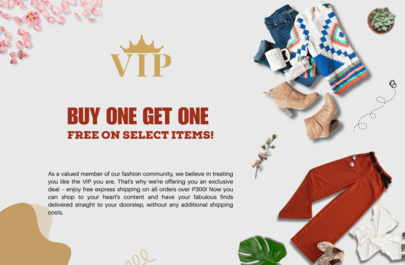 VIP
BUY ONE GET ONE
FREE ON SELECT ITEMS!
As a valued member of our fashion community, we believe in treating
you like the VIP you are. That's why we're offering you an exclusive
deal - enjoy free express shipping on all orders over P300! Now you
can shop to your heart's content and have your fabulous finds
delivered straight to your doorstep, without any additional shipping
costs.